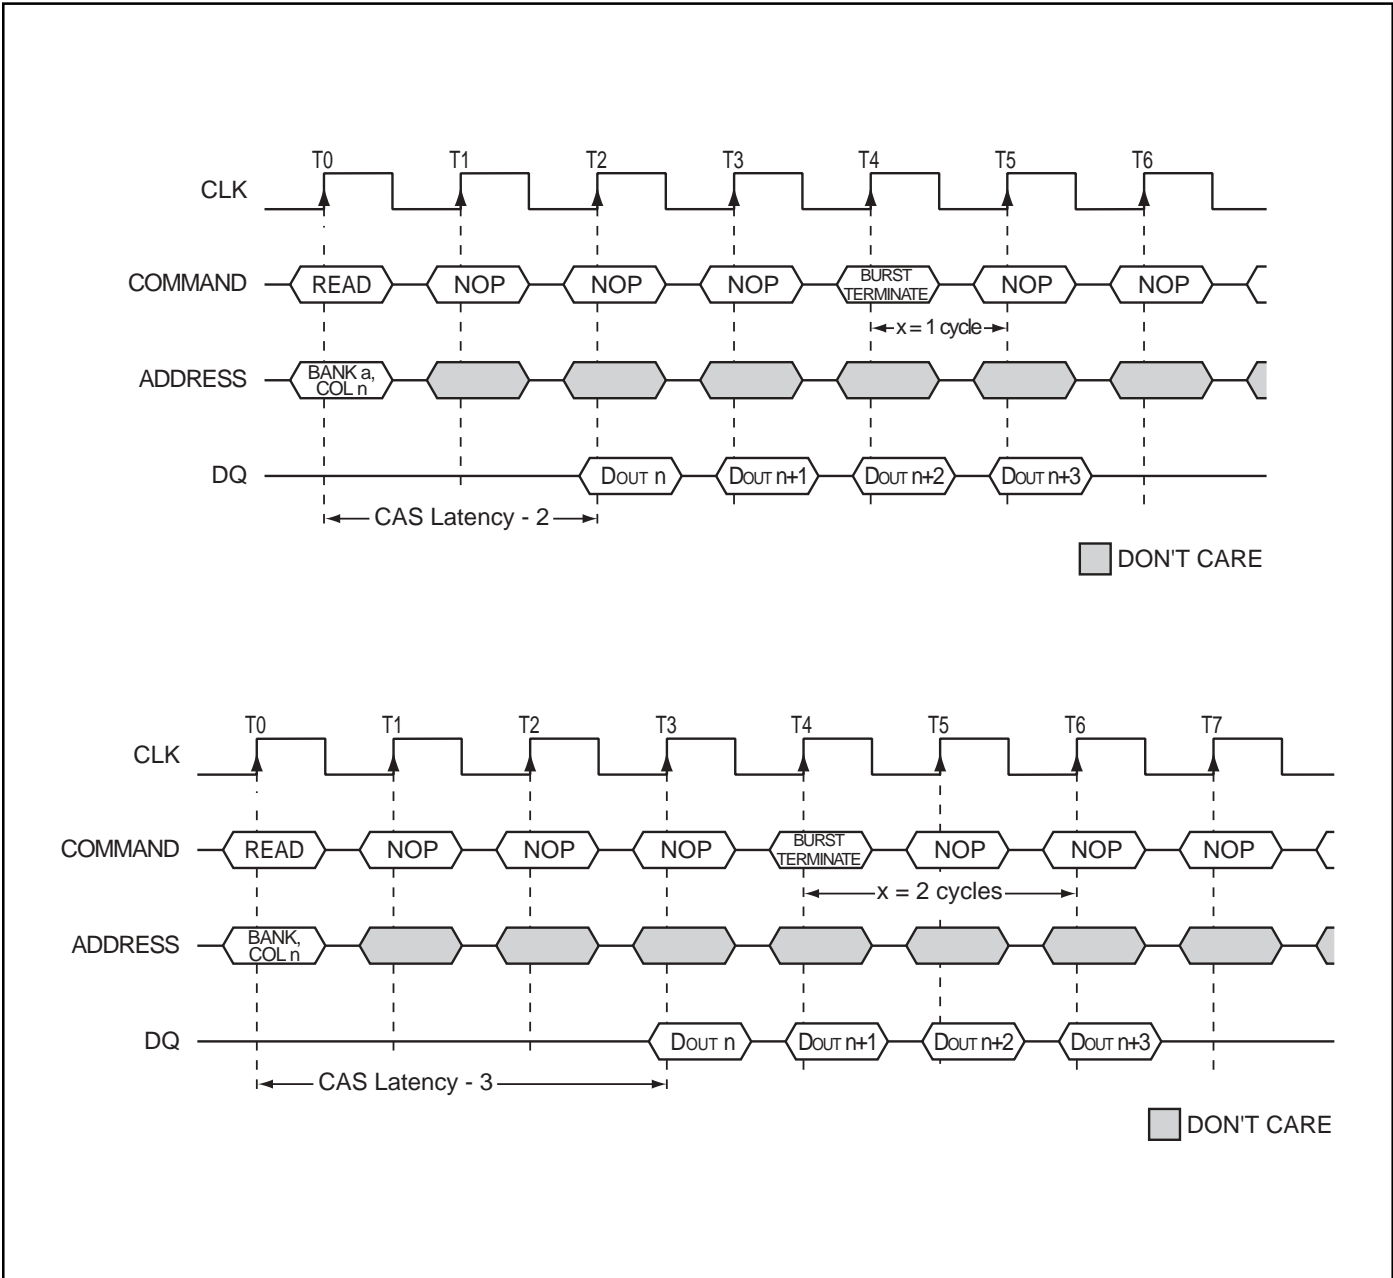 T0 T1 T2 T3 T4 T5 T6
CLK
COMMAND READ NOP NOP NOP BURST TERMINATE NOP NOP
x = 1 cycle
ADDRESS BANK a, COL n
DQ DOUT n DOUT n+1 DOUT n+2 DOUT n+3
CAS Latency - 2
DON'T CARE
T0 T1 T2 T3 T4 T5 T6 T7
CLK
COMMAND READ NOP NOP NOP BURST TERMINATE NOP NOP NOP
x = 2 cycles
ADDRESS BANK, COL n
DQ DOUT n DOUT n+1 DOUT n+2 DOUT n+3
CAS Latency - 3
DON'T CARE